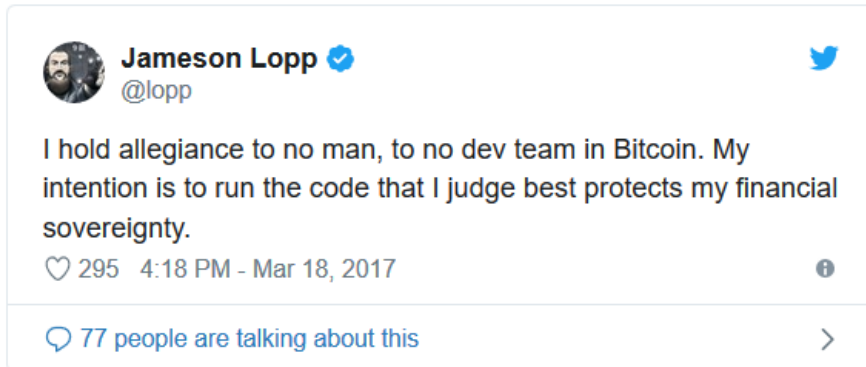 Jameson Lopp
@lopp
I hold allegiance to no man, to no dev team in Bitcoin. My
intention is to run the code that I judge best protects my financial
sovereignty.
295 4:18 PM - Mar 18, 2017
77 people are talking about this